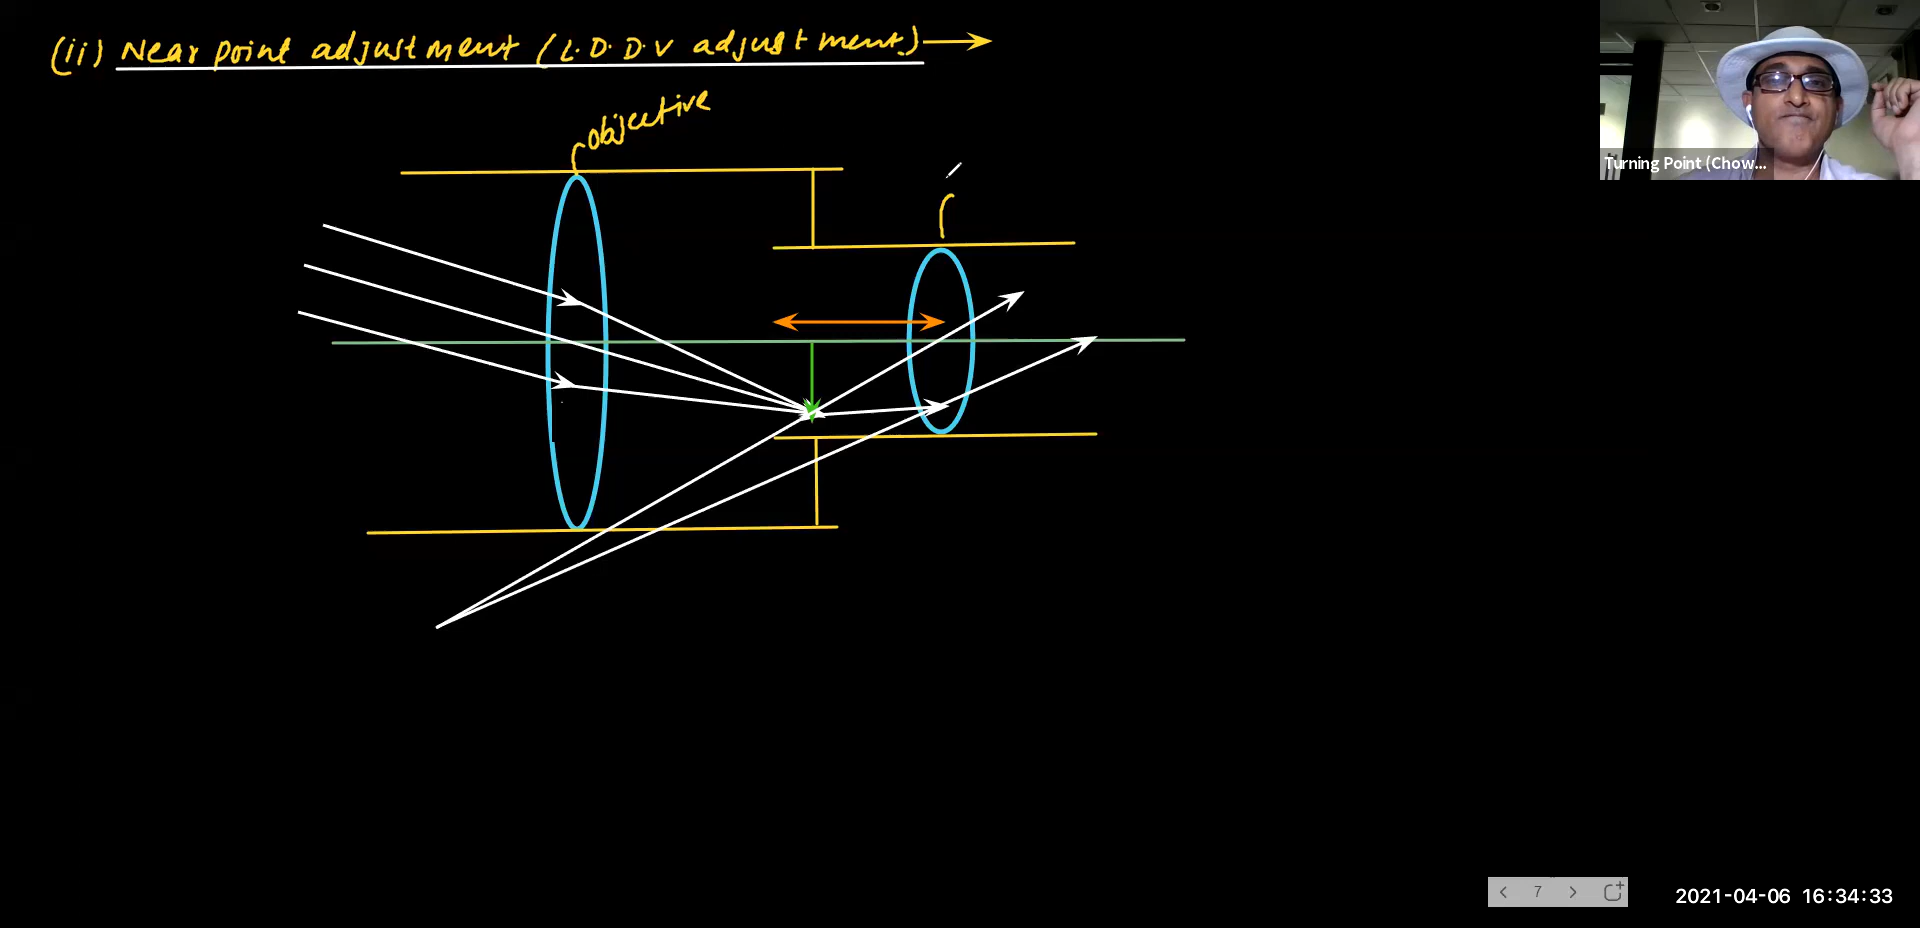 (ii) Near point adjustment (L.D.D.V adjustment.)
objective
Turning Point (Chow...
7
2021-04-06 16:34:33